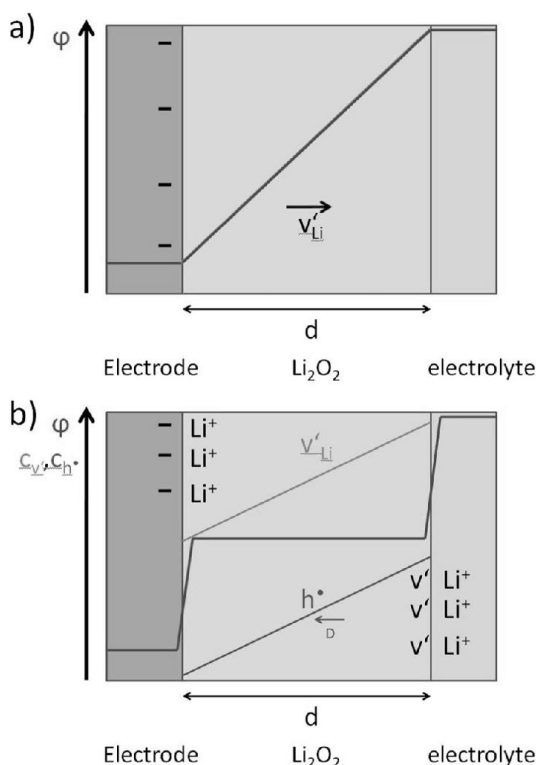 a)
φ
v′Li
d
Electrode Li₂O₂ electrolyte
b)
φ
cv′, ch•
Li⁺
Li⁺
Li⁺
v′Li
h•
D
v′ Li⁺
v′ Li⁺
v′ Li⁺
d
Electrode Li₂O₂ electrolyte